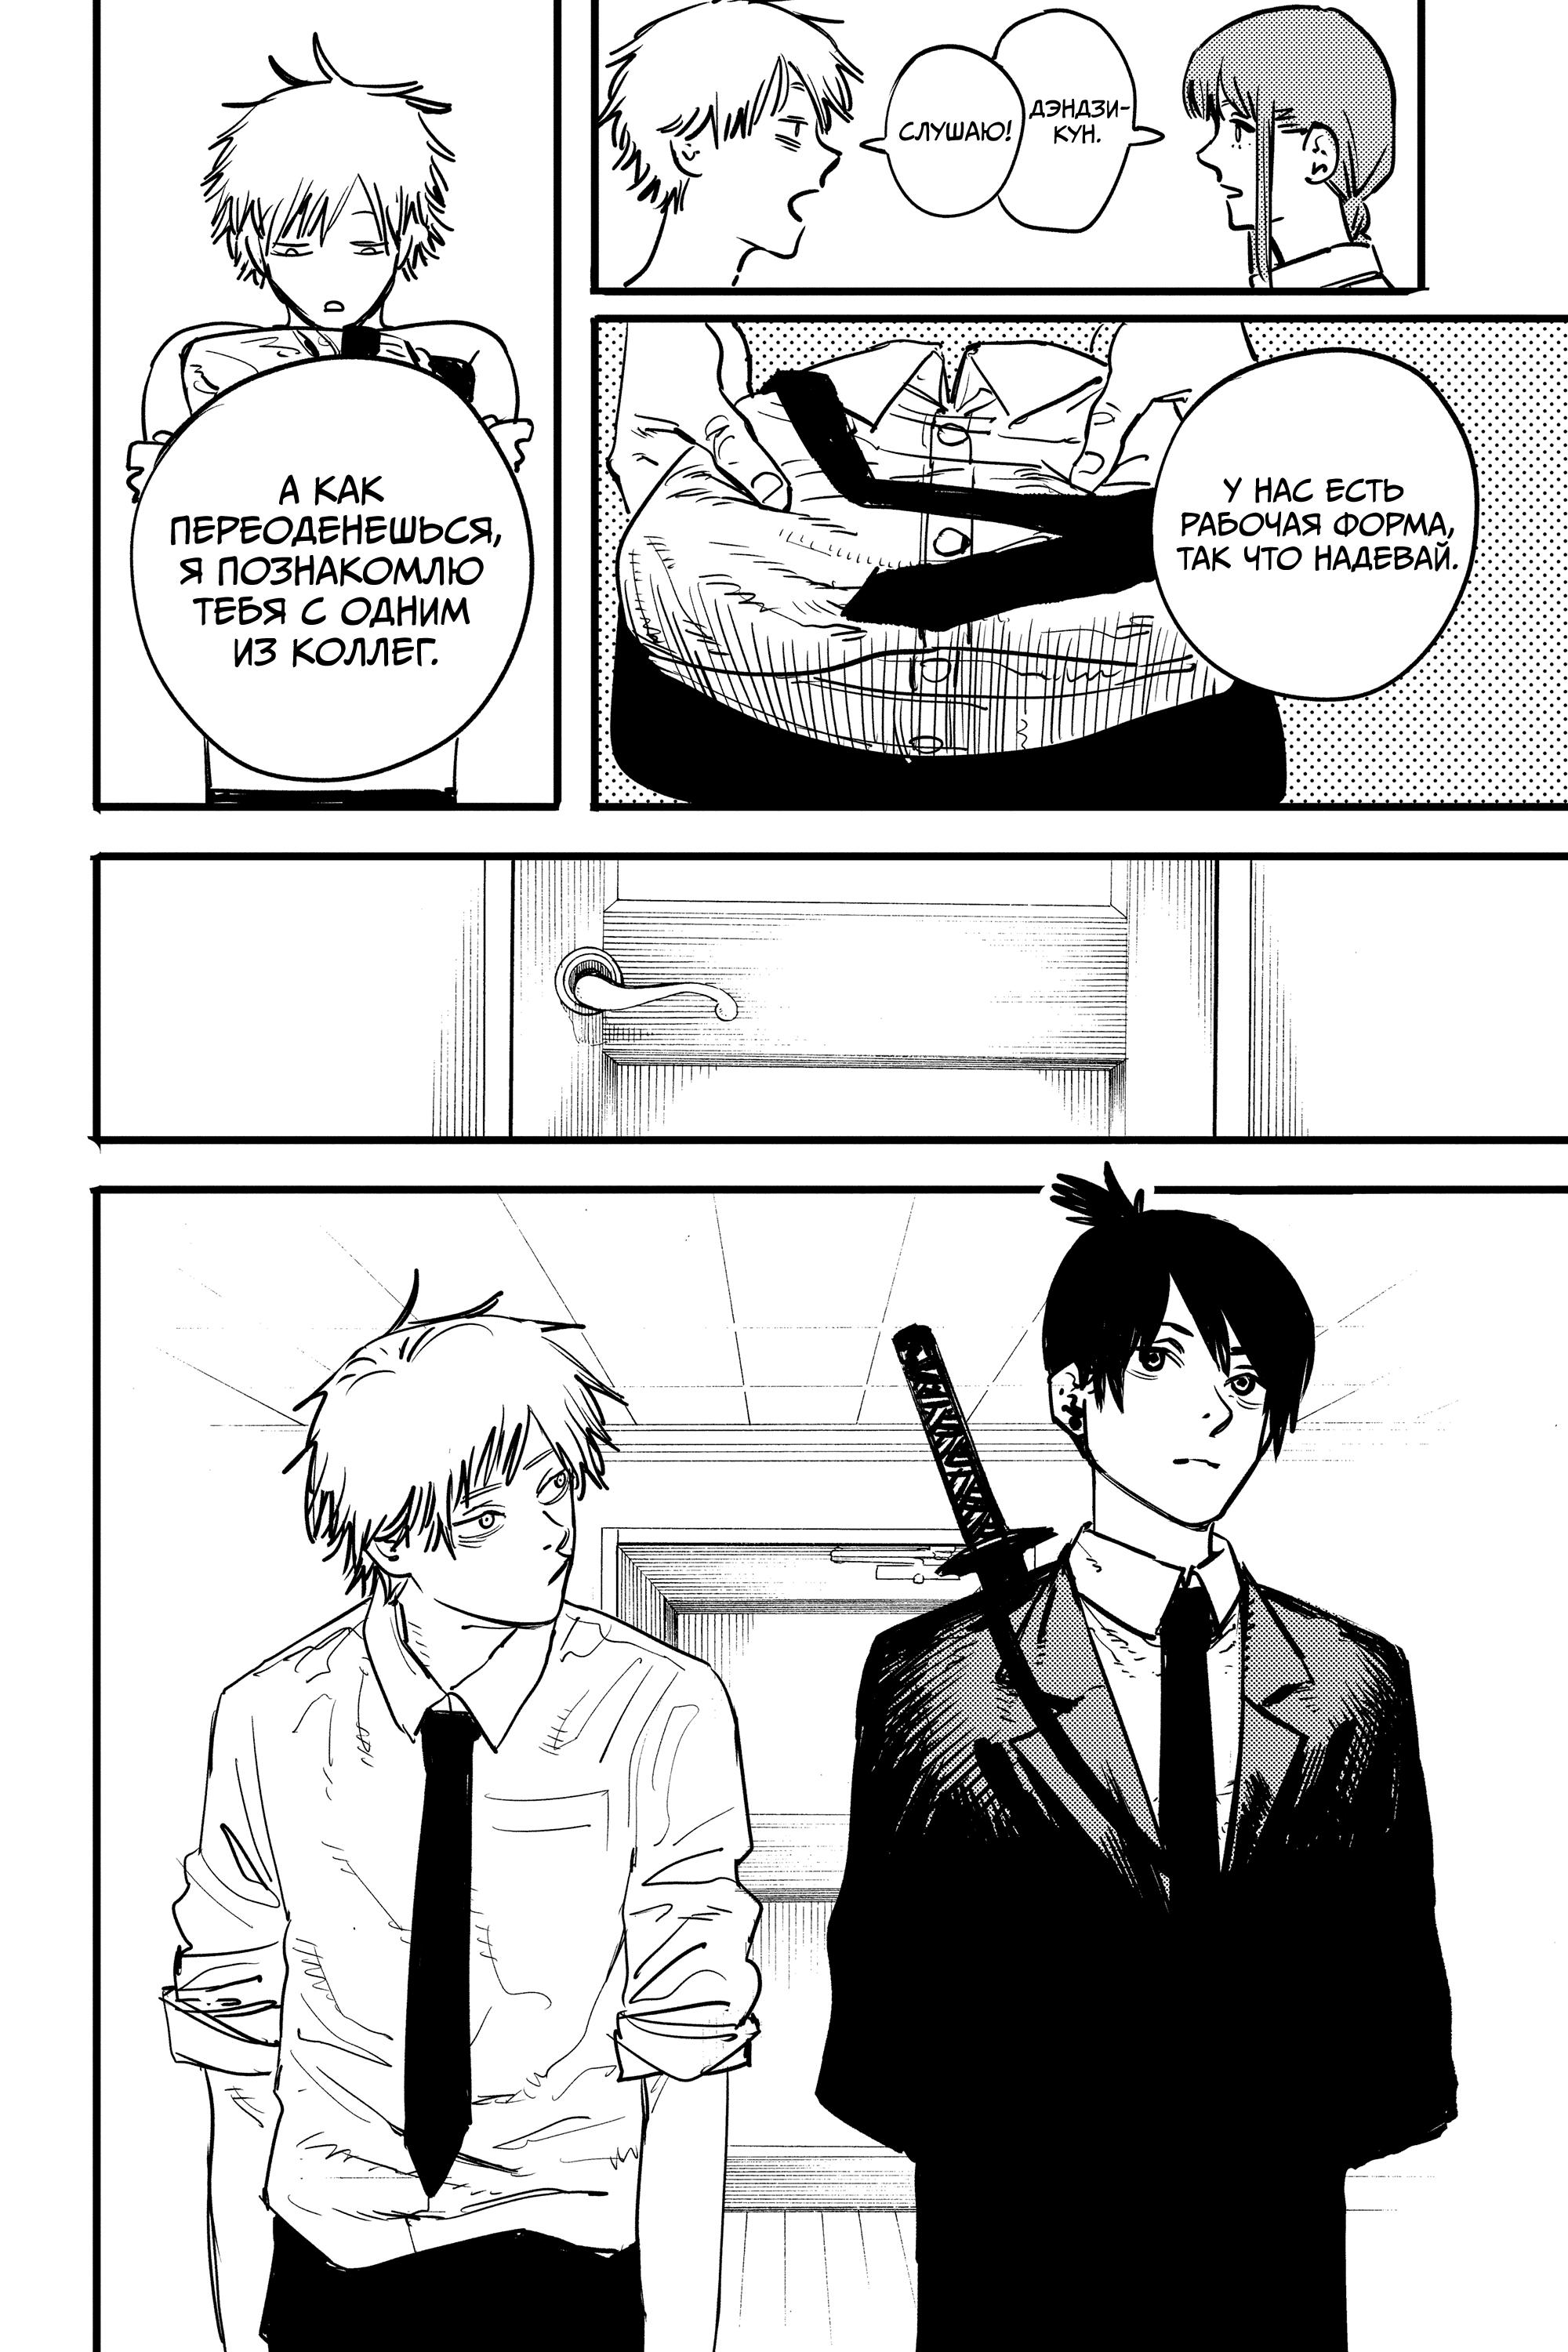 ДЭНДЗИ-
КУН.
СЛУШАЮ!
У НАС ЕСТЬ
РАБОЧАЯ ФОРМА,
ТАК ЧТО НАДЕВАЙ.
А КАК
ПЕРЕОДЕНЕШЬСЯ,
Я ПОЗНАКОМЛЮ
ТЕБЯ С ОДНИМ
ИЗ КОЛЛЕГ.